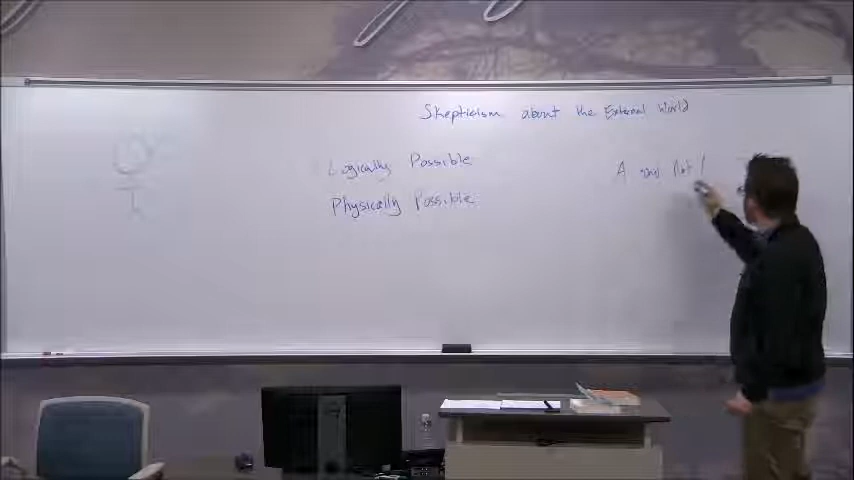 Skepticism about the External World
Logically Possible
Physically Possible
A and Not